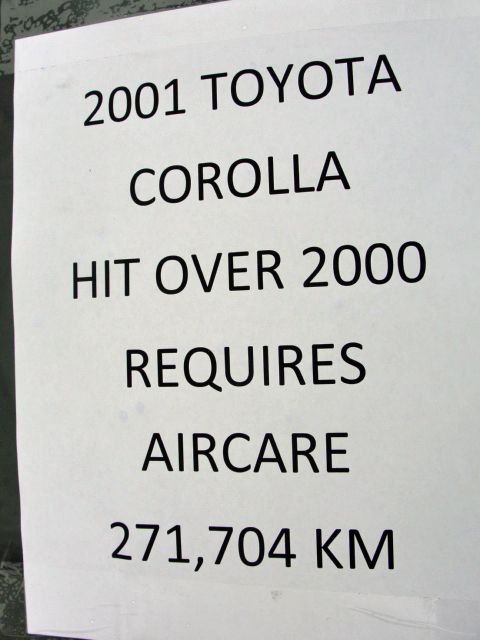 2001 TOYOTA
COROLLA
HIT OVER 2000
REQUIRES
AIRCARE
271,704 KM